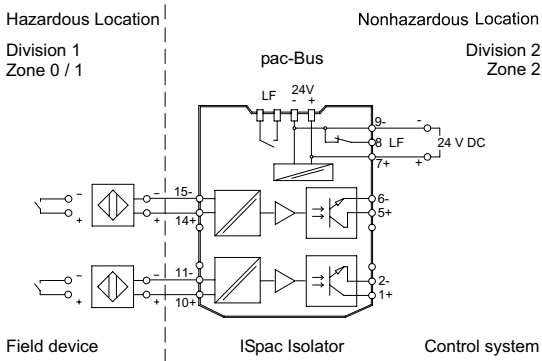 Hazardous Location
Nonhazardous Location
Division 1
Zone 0 / 1
Division 2
Zone 2
pac-Bus
LF
24V
- +
9-
-
8 LF
24 V DC
7+
+
15-
-
-
6-
14+
+
+
5+
11-
-
-
2-
10+
+
+
1+
Field device
ISpac Isolator
Control system